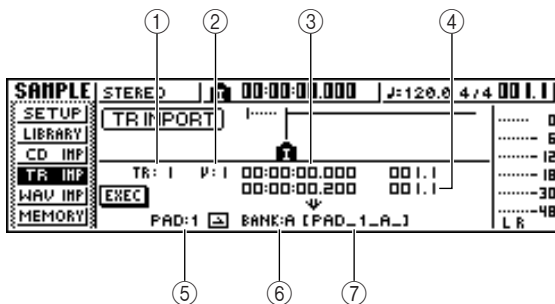 ① ② ③ ④
SAMPLE STEREO 00:00:00.000 ♩=120.0 4/4 001.1
SETUP TR IMPORT 0
LIBRARY 6
CD IMP I 12
TR IMP TR: 1 V: 1 00:00:00.000 001.1 18
WAV IMP EXEC 00:00:00.200 001.1 30
MEMORY PAD:1 BANK:A [PAD_1_A_] L R 48
⑤ ⑥ ⑦